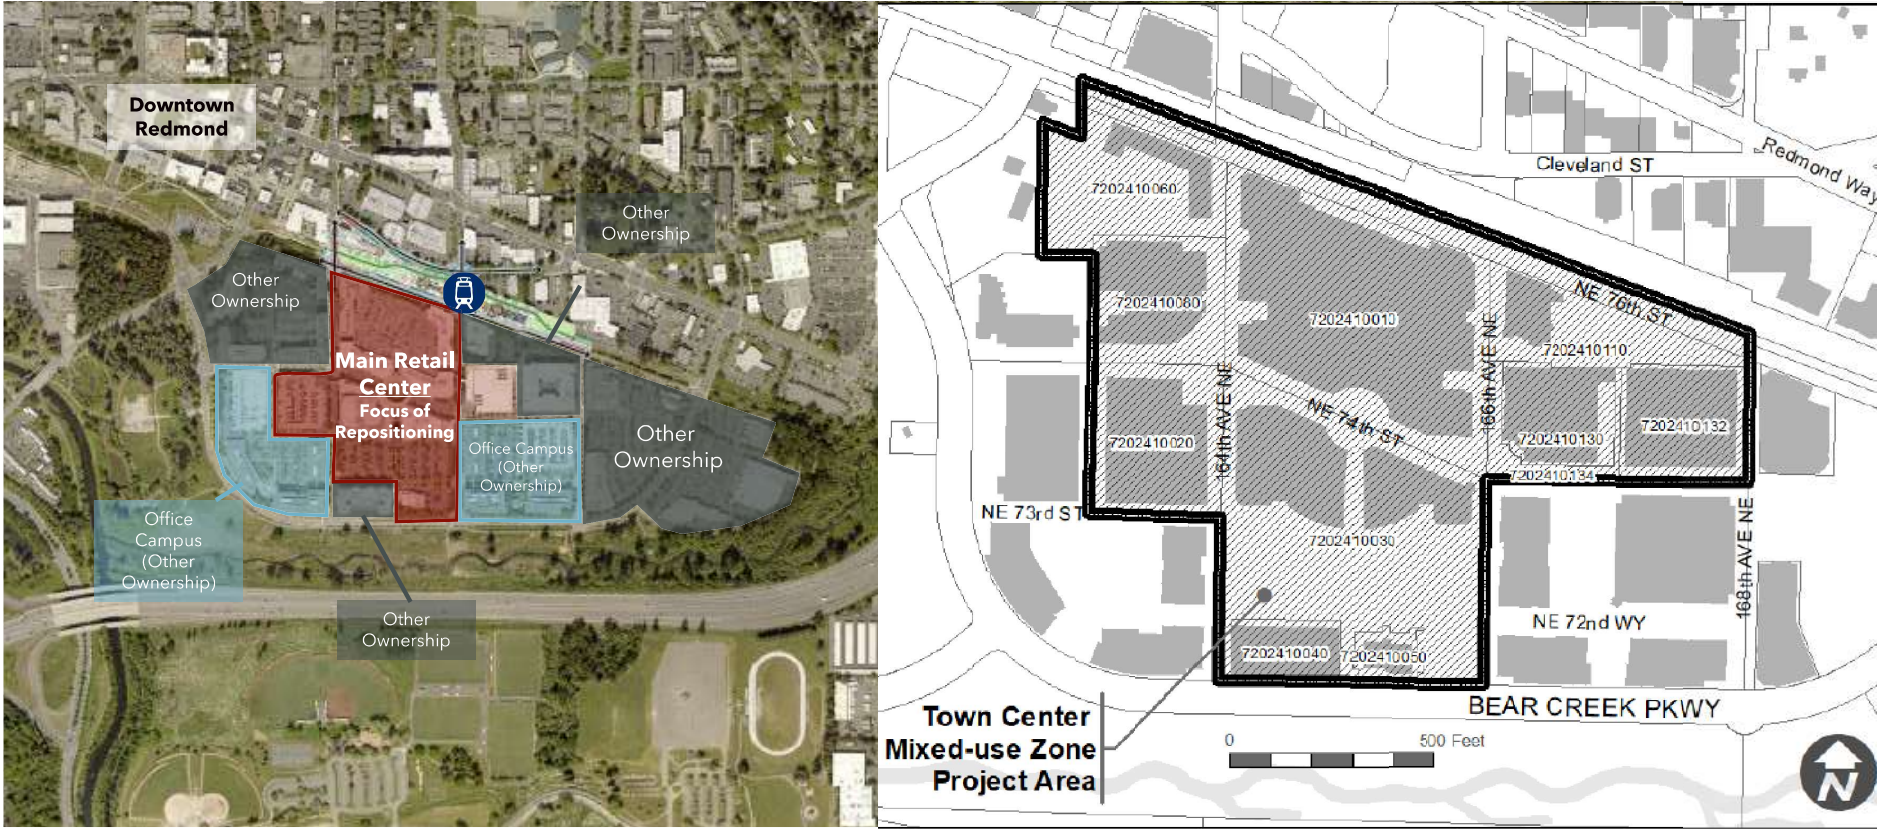 Downtown
Redmond
Other
Ownership
Other
Ownership
Main Retail
Center
Focus of
Repositioning
Other
Ownership
Office Campus
(Other
Ownership)
Office
Campus
(Other
Ownership)
Other
Ownership
Cleveland ST
Redmond Way
7202410060
NE 76th ST
7202410080
7202410010
166th AVE NE
7202410110
164th AVE NE
NE 74th ST
7202410020
7202410130
7202410132
7202410134
NE 73rd ST
7202410030
168th AVE NE
NE 72nd WY
7202410040
7202410050
BEAR CREEK PKWY
Town Center
Mixed-use Zone
Project Area
0 500 Feet
N